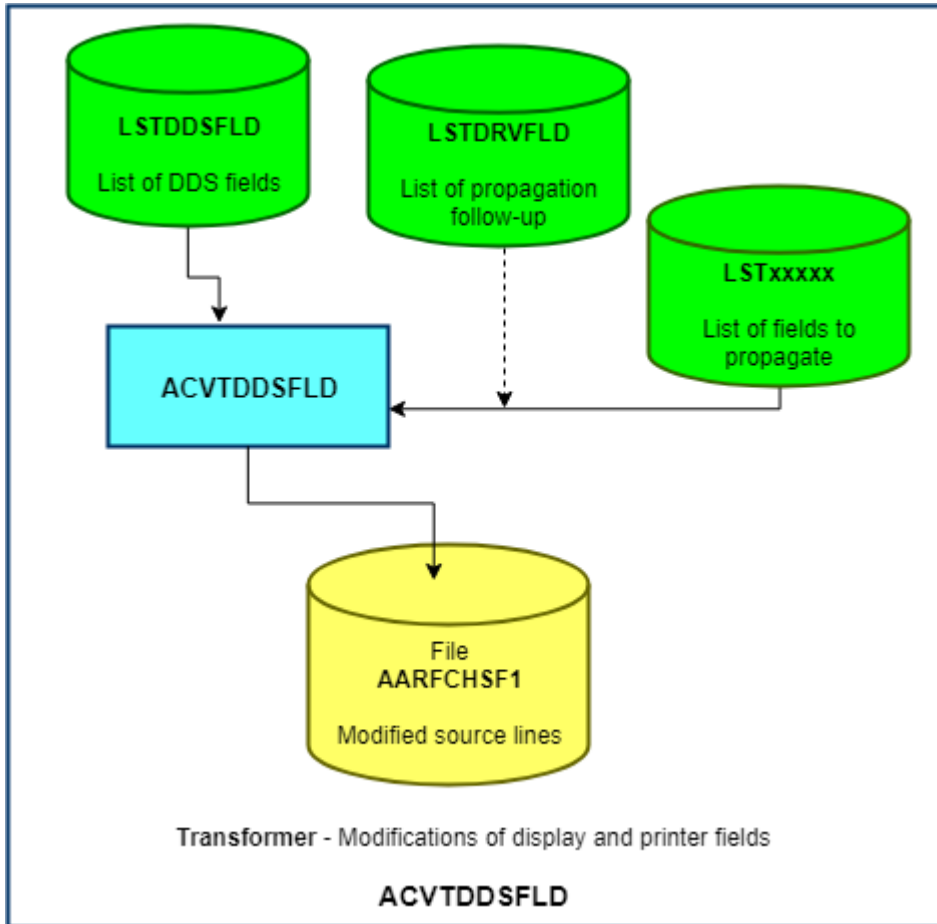 LSTDDSFLD
List of DDS fields
LSTDRVFLD
List of propagation
follow-up
LSTxxxxx
List of fields to
propagate
ACVTDDSFLD
File
AARFCHSF1
Modified source lines
Transformer - Modifications of display and printer fields
ACVTDDSFLD